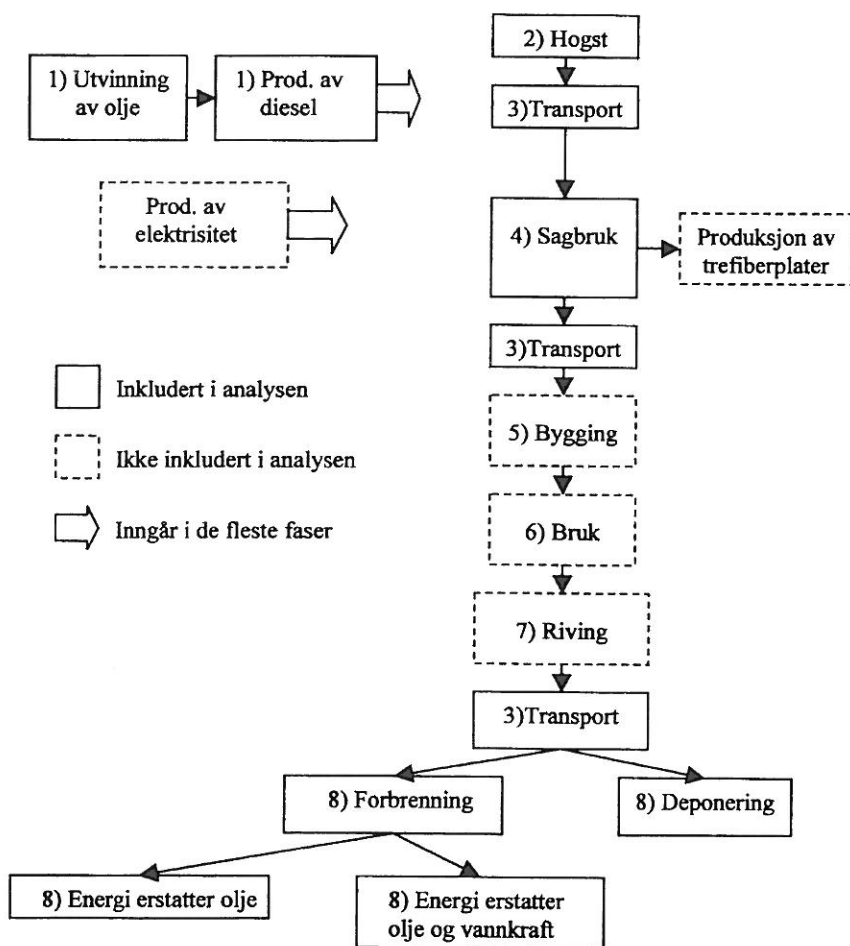 2) Hogst
1) Utvinning
av olje
1) Prod. av
diesel
3)Transport
Prod. av
elektrisitet
4) Sagbruk
Produksjon av
trefiberplater
3)Transport
Inkludert i analysen
5) Bygging
Ikke inkludert i analysen
6) Bruk
Inngår i de fleste faser
7) Riving
3)Transport
8) Forbrenning
8) Deponering
8) Energi erstatter olje
8) Energi erstatter
olje og vannkraft